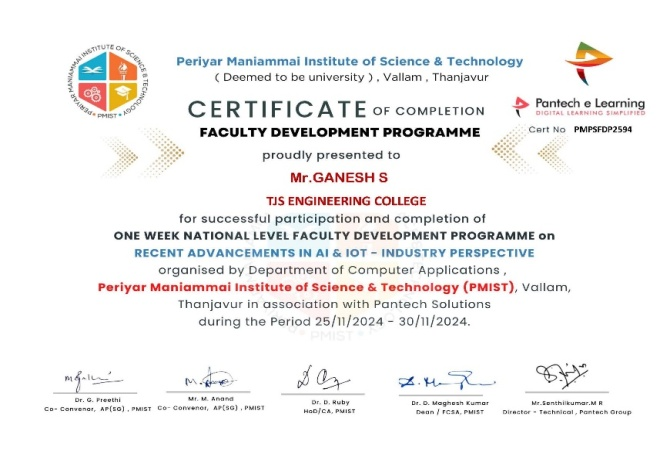 PERIYAR MANIAMMAI INSTITUTE OF SCIENCE & TECHNOLOGY
• PMIST •
Periyar Maniammai Institute of Science & Technology
( Deemed to be university ) , Vallam , Thanjavur
CERTIFICATE OF COMPLETION
Pantech e Learning
DIGITAL LEARNING SIMPLIFIED
FACULTY DEVELOPMENT PROGRAMME
Cert No PMPSFDP2594
proudly presented to
Mr.GANESH S
TJS ENGINEERING COLLEGE
for successful participation and completion of
ONE WEEK NATIONAL LEVEL FACULTY DEVELOPMENT PROGRAMME on
RECENT ADVANCEMENTS IN AI & IOT - INDUSTRY PERSPECTIVE
organised by Department of Computer Applications ,
Periyar Maniammai Institute of Science & Technology (PMIST), Vallam,
Thanjavur in association with Pantech Solutions
during the Period 25/11/2024 - 30/11/2024.
PMIST
Dr. G. Preethi
Co- Convenor, AP(SG) , PMIST
Mr. M. Anand
Co- Convenor, AP(SG) , PMIST
Dr. D. Ruby
HoD/CA, PMIST
Dr. D. Maghesh Kumar
Dean / FCSA, PMIST
Mr.Senthilkumar.M R
Director - Technical , Pantech Group